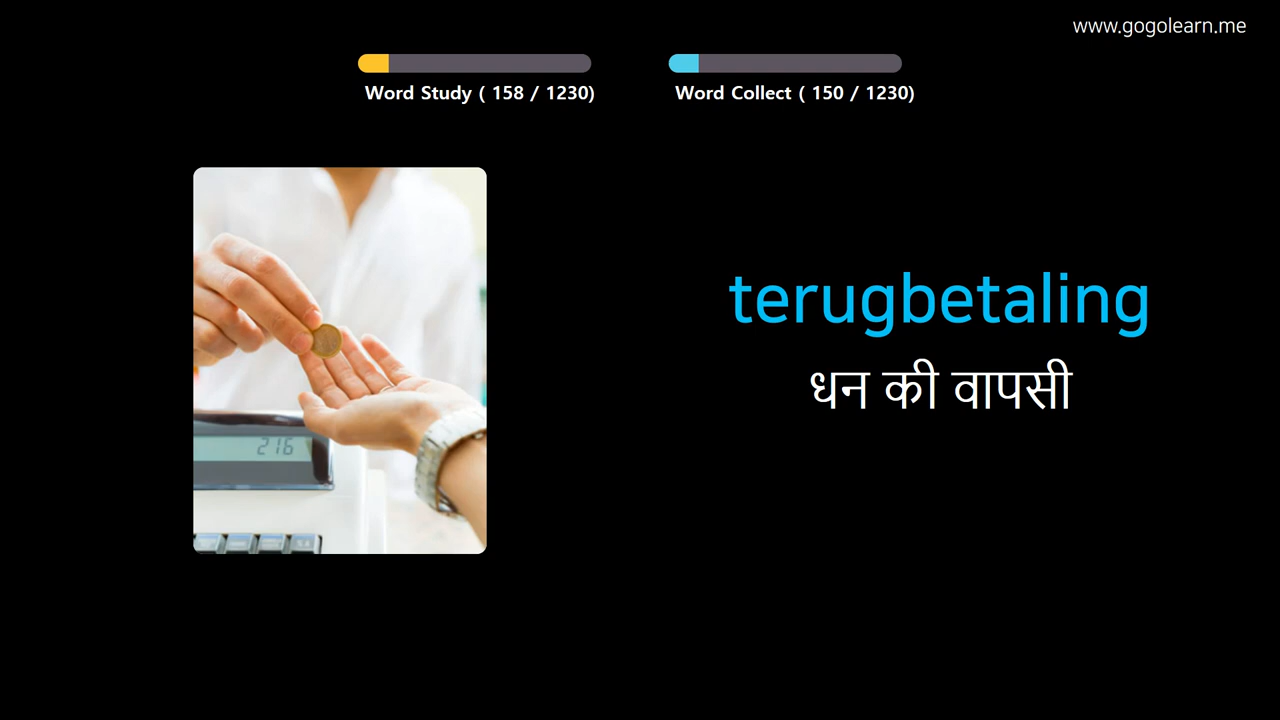 www.gogolearn.me
Word Study ( 158 / 1230)
Word Collect ( 150 / 1230)
terugbetaling
धन की वापसी
216